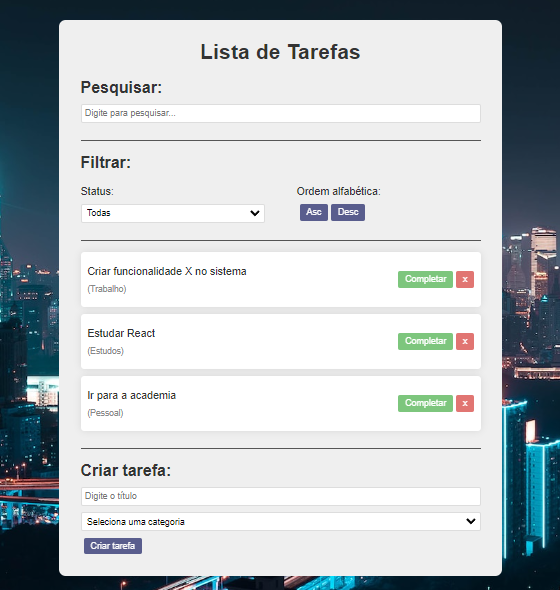 Lista de Tarefas
Pesquisar:
Digite para pesquisar...
Filtrar:
Status:
Todas
Ordem alfabética:
Asc Desc
Criar funcionalidade X no sistema
(Trabalho)
Completar x
Estudar React
(Estudos)
Completar x
Ir para a academia
(Pessoal)
Completar x
Criar tarefa:
Digite o título
Seleciona uma categoria
Criar tarefa